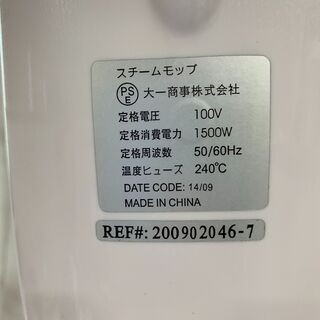 スチームモップ
PSE 大一商事株式会社
定格電圧 100V
定格消費電力 1500W
定格周波数 50/60Hz
温度ヒューズ 240℃
DATE CODE: 14/09
MADE IN CHINA
REF#: 200902046-7